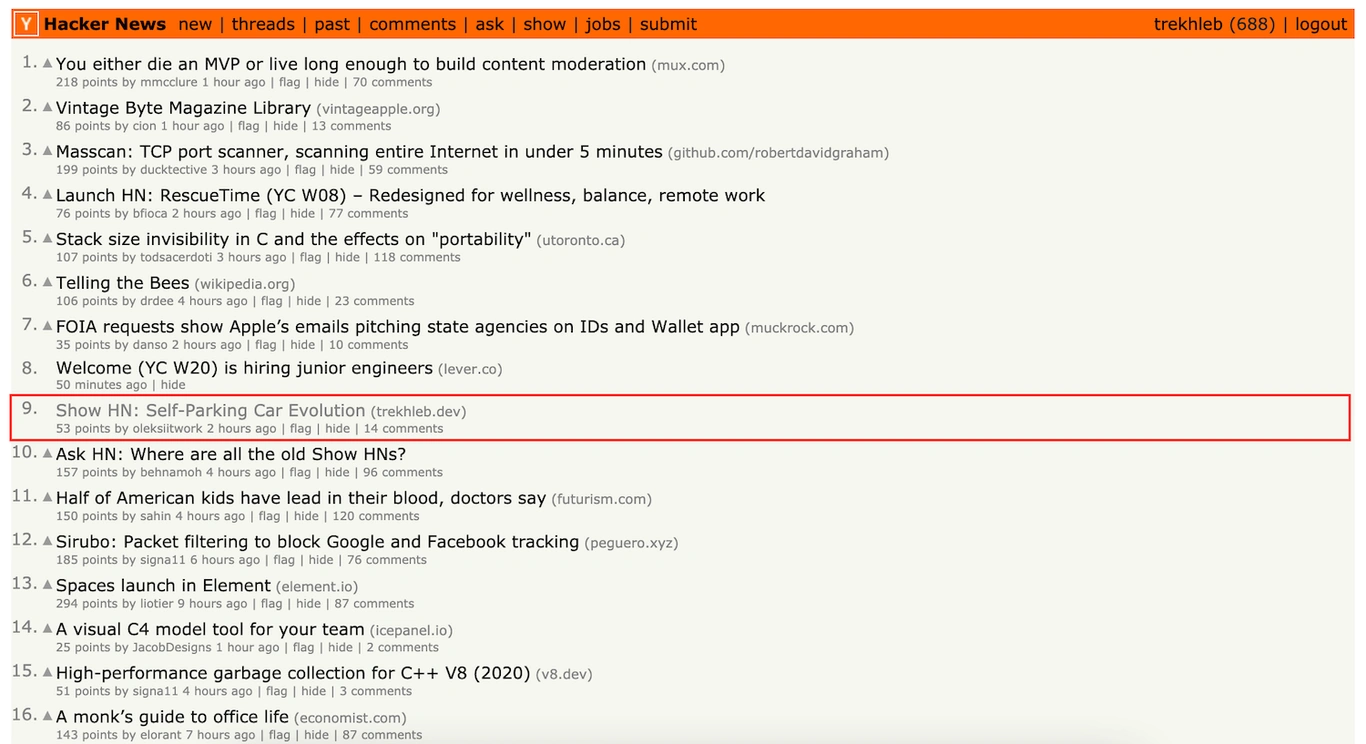 Y Hacker News new | threads | past | comments | ask | show | jobs | submit trekhleb (688) | logout
1. ▲ You either die an MVP or live long enough to build content moderation (mux.com)
218 points by mmcclure 1 hour ago | flag | hide | 70 comments
2. ▲ Vintage Byte Magazine Library (vintageapple.org)
86 points by cion 1 hour ago | flag | hide | 13 comments
3. ▲ Masscan: TCP port scanner, scanning entire Internet in under 5 minutes (github.com/robertdavidgraham)
199 points by ducktective 3 hours ago | flag | hide | 59 comments
4. ▲ Launch HN: RescueTime (YC W08) – Redesigned for wellness, balance, remote work
76 points by bfioca 2 hours ago | flag | hide | 77 comments
5. ▲ Stack size invisibility in C and the effects on "portability" (utoronto.ca)
107 points by todsacerdoti 3 hours ago | flag | hide | 118 comments
6. ▲ Telling the Bees (wikipedia.org)
106 points by drdee 4 hours ago | flag | hide | 23 comments
7. ▲ FOIA requests show Apple’s emails pitching state agencies on IDs and Wallet app (muckrock.com)
35 points by danso 2 hours ago | flag | hide | 10 comments
8. Welcome (YC W20) is hiring junior engineers (lever.co)
50 minutes ago | hide
9. Show HN: Self-Parking Car Evolution (trekhleb.dev)
53 points by oleksiitwork 2 hours ago | flag | hide | 14 comments
10. ▲ Ask HN: Where are all the old Show HNs?
157 points by behnamoh 4 hours ago | flag | hide | 96 comments
11. ▲ Half of American kids have lead in their blood, doctors say (futurism.com)
150 points by sahin 4 hours ago | flag | hide | 120 comments
12. ▲ Sirubo: Packet filtering to block Google and Facebook tracking (peguero.xyz)
185 points by signa11 6 hours ago | flag | hide | 76 comments
13. ▲ Spaces launch in Element (element.io)
294 points by liotier 9 hours ago | flag | hide | 87 comments
14. ▲ A visual C4 model tool for your team (icepanel.io)
25 points by JacobDesigns 1 hour ago | flag | hide | 2 comments
15. ▲ High-performance garbage collection for C++ V8 (2020) (v8.dev)
51 points by signa11 4 hours ago | flag | hide | 3 comments
16. ▲ A monk’s guide to office life (economist.com)
143 points by elorant 7 hours ago | flag | hide | 87 comments